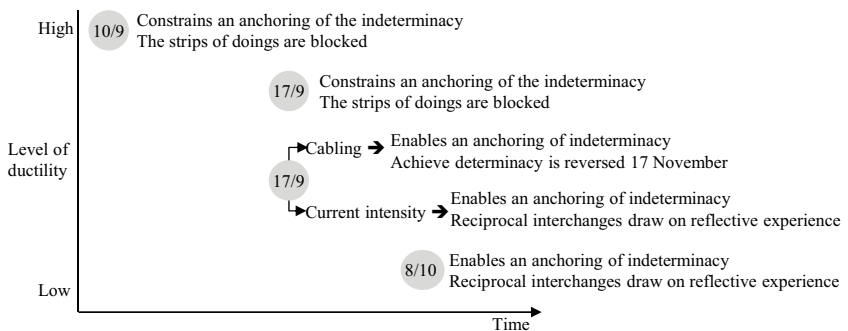 High
10/9
Constrains an anchoring of the indeterminacy
The strips of doings are blocked
17/9
Constrains an anchoring of the indeterminacy
The strips of doings are blocked
Level of
ductility
17/9
Cabling ➔ Enables an anchoring of indeterminacy
Achieve determinacy is reversed 17 November
Current intensity ➔ Enables an anchoring of indeterminacy
Reciprocal interchanges draw on reflective experience
8/10
Enables an anchoring of indeterminacy
Reciprocal interchanges draw on reflective experience
Low
Time